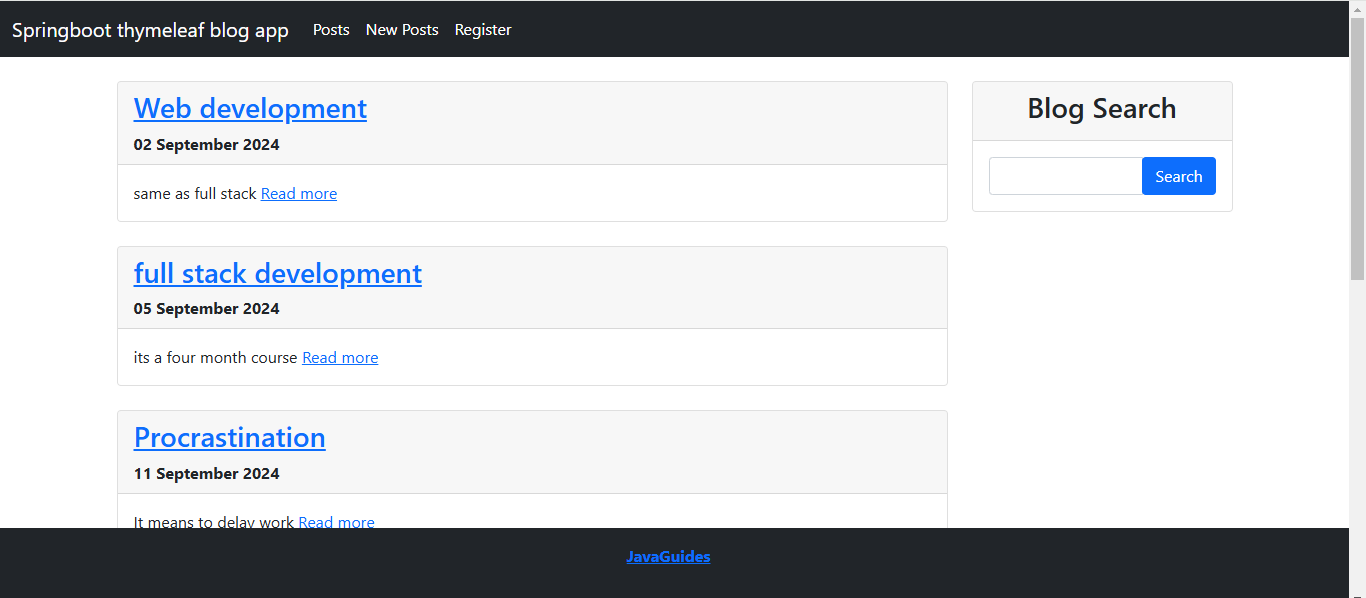 Springboot thymeleaf blog app Posts New Posts Register
Web development
02 September 2024
same as full stack Read more
full stack development
05 September 2024
its a four month course Read more
Procrastination
11 September 2024
It means to delay work Read more
Blog Search
Search
JavaGuides